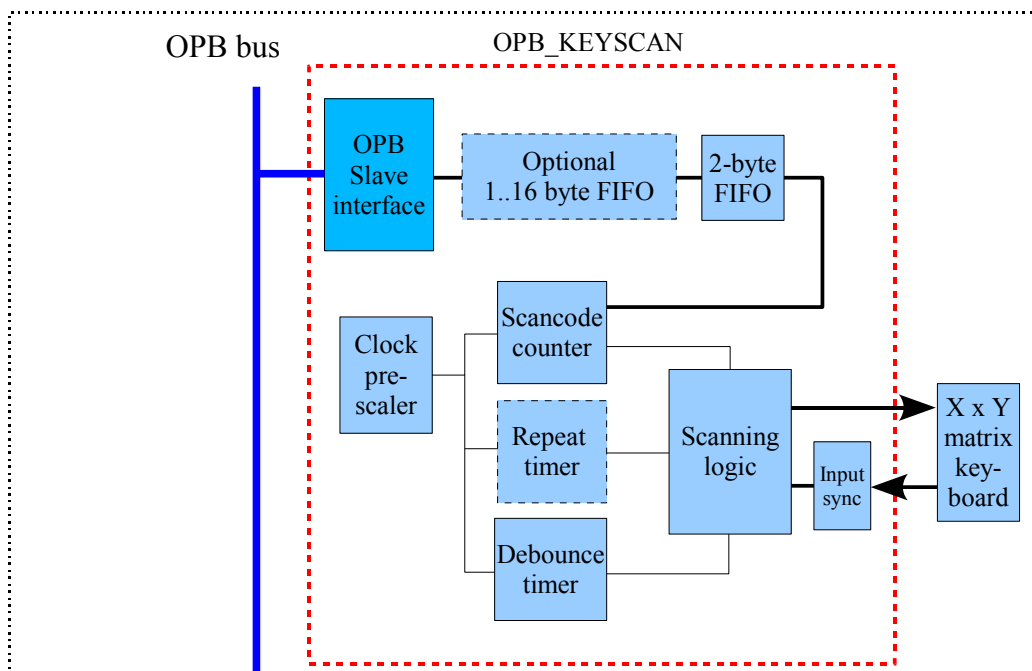 OPB bus
OPB_KEYSCAN
OPB
Slave
interface
Optional
1..16 byte FIFO
2-byte
FIFO
Scancode
counter
Clock
pre-
scaler
Repeat
timer
Scanning
logic
Input
sync
X x Y
matrix
key-
board
Debounce
timer